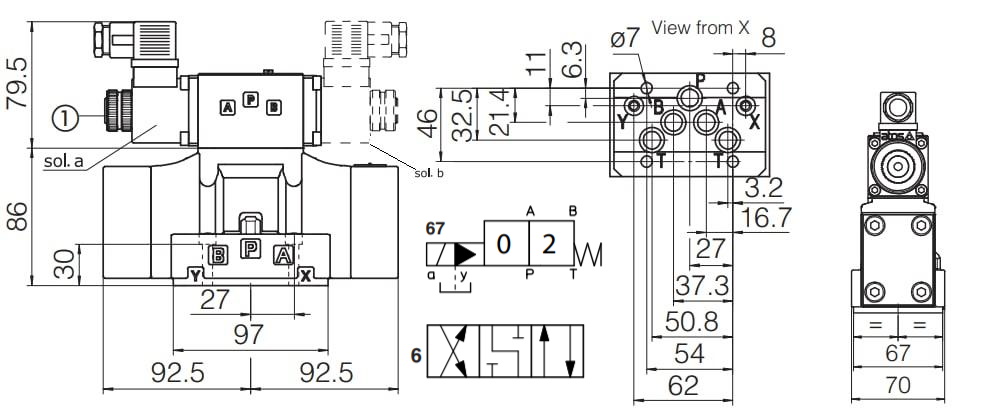 79.5
86
30
1
sol. a
sol. b
A P B
B P A
Y X
27
97
92.5 92.5
View from X
ø7
8
11
6.3
46
32.5
21.4
P
B A
Y X
T T
3.2
16.7
27
37.3
50.8
54
62
67
A B
0 2
a y P T
6
atos
= =
67
70